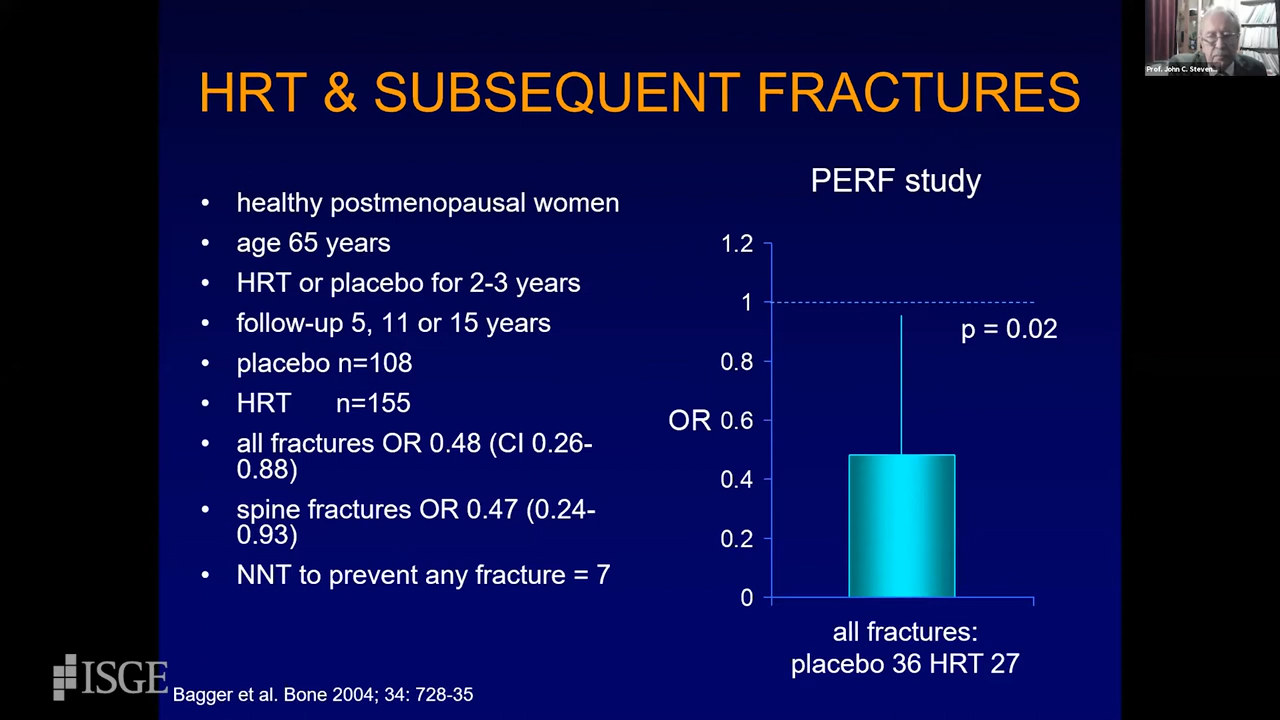 Prof. John C. Steven...
HRT & SUBSEQUENT FRACTURES
• healthy postmenopausal women
• age 65 years
• HRT or placebo for 2-3 years
• follow-up 5, 11 or 15 years
• placebo n=108
• HRT n=155
• all fractures OR 0.48 (CI 0.26-
0.88)
• spine fractures OR 0.47 (0.24-
0.93)
• NNT to prevent any fracture = 7
PERF study
1.2
1
p = 0.02
0.8
OR 0.6
0.4
0.2
0
all fractures:
placebo 36 HRT 27
ISGE
Bagger et al. Bone 2004; 34: 728-35